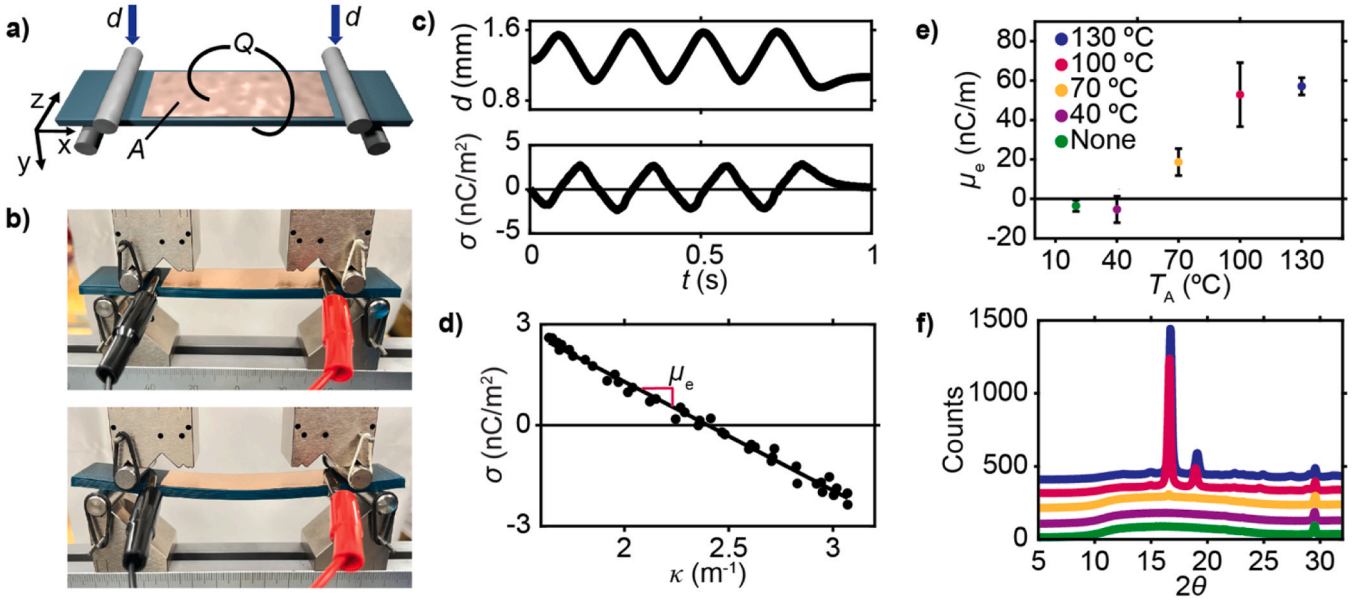 a)
d
d
Q
A
z
x
y
b)
c)
d (mm)
1.6
0.8
σ (nC/m²)
5
0
-5
0
0.5
1
t (s)
d)
σ (nC/m²)
3
0
-3
μe
2
2.5
3
κ (m⁻¹)
e)
μe (nC/m)
80
60
40
20
0
-20
130 ºC
100 ºC
70 ºC
40 ºC
None
10
40
70
100
130
TA (ºC)
f)
Counts
1500
1000
500
0
5
10
15
20
25
30
2θ